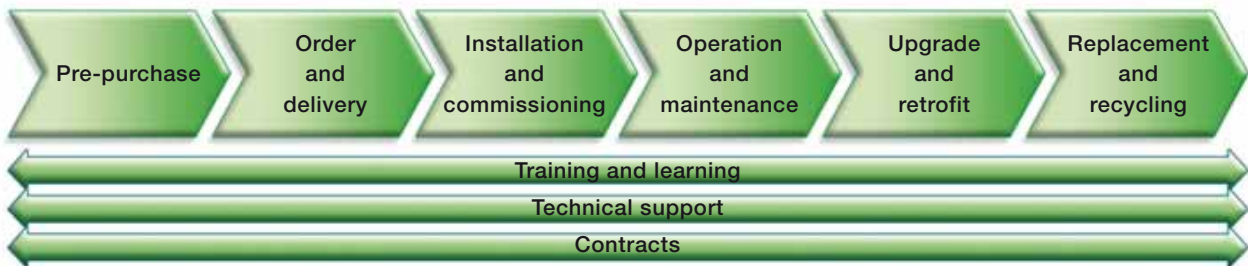 Pre-purchase
Order
and
delivery
Installation
and
commissioning
Operation
and
maintenance
Upgrade
and
retrofit
Replacement
and
recycling
Training and learning
Technical support
Contracts